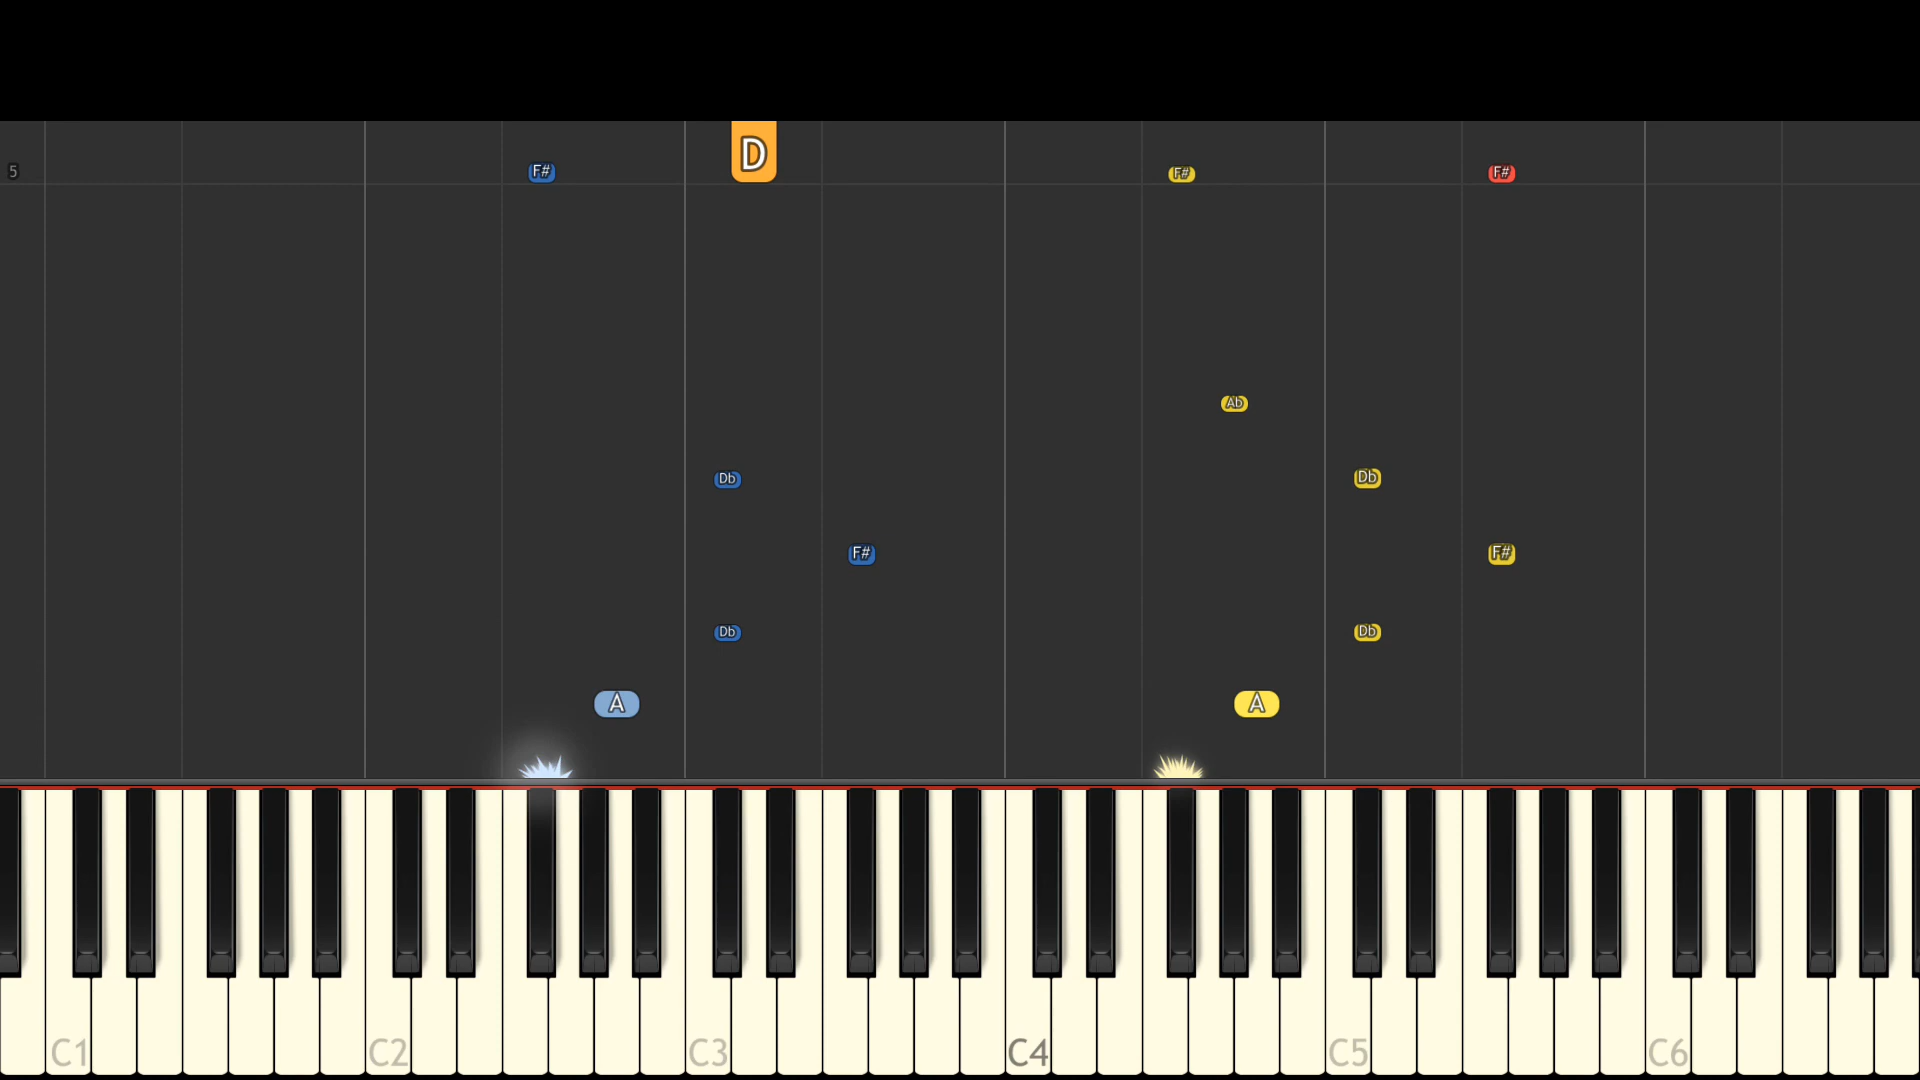 D
5 F# F# F#
Ab
Db Db
F# F#
Db Db
A A
C1 C2 C3 C4 C5 C6